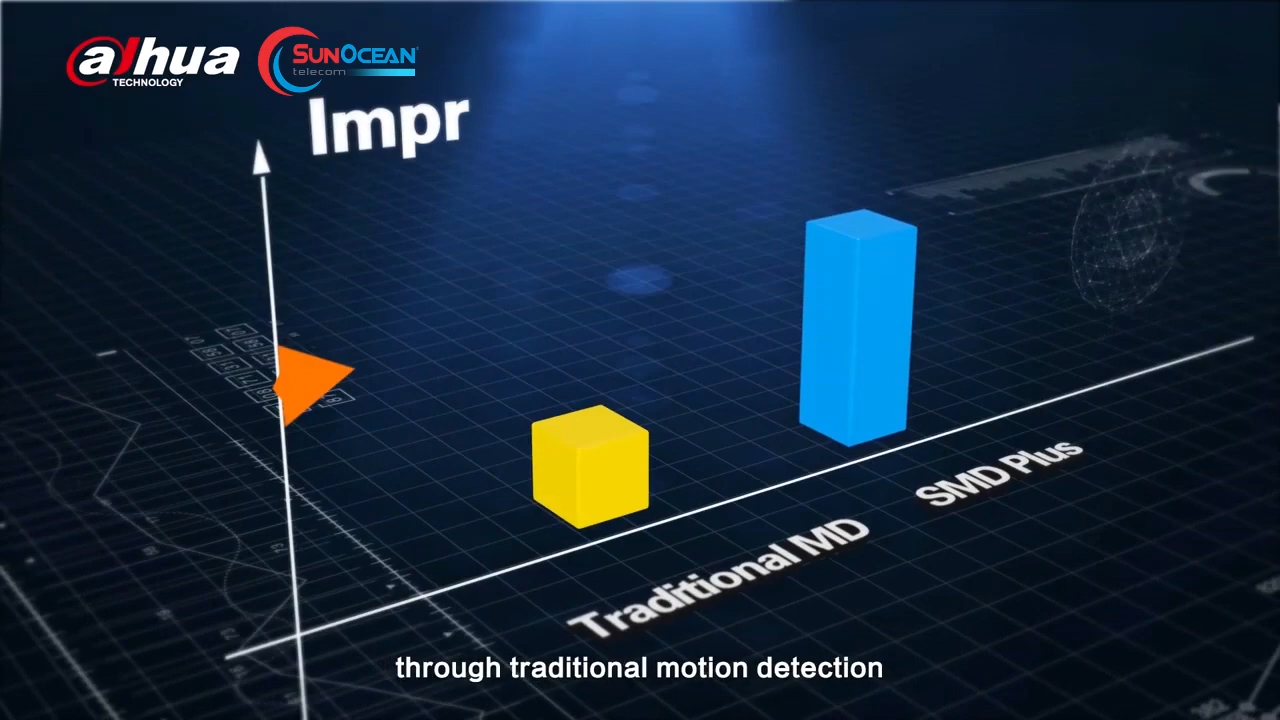 alhua
TECHNOLOGY
SUNOCEAN
telecom
Impr
Traditional MD
SMD Plus
through traditional motion detection